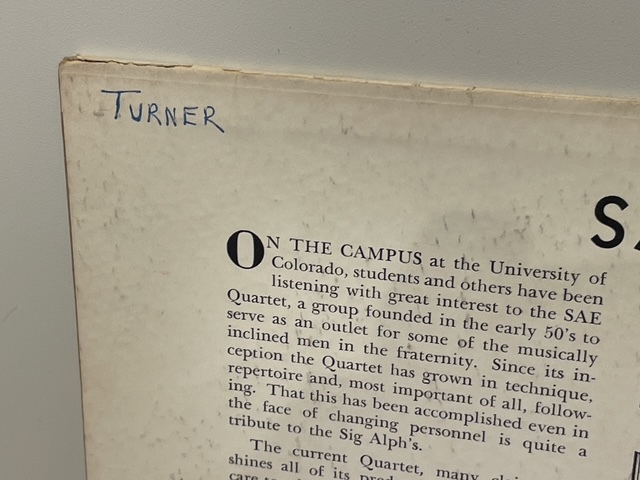 TURNER
ON THE CAMPUS at the University of
Colorado, students and others have been
listening with great interest to the SAE
Quartet, a group founded in the early 50's to
serve as an outlet for some of the musically
inclined men in the fraternity. Since its in-
ception the Quartet has grown in technique,
repertoire and, most important of all, follow-
ing. That this has been accomplished even in
the face of changing personnel is quite a
tribute to the Sig Alph's.
The current Quartet, many
shines all of its